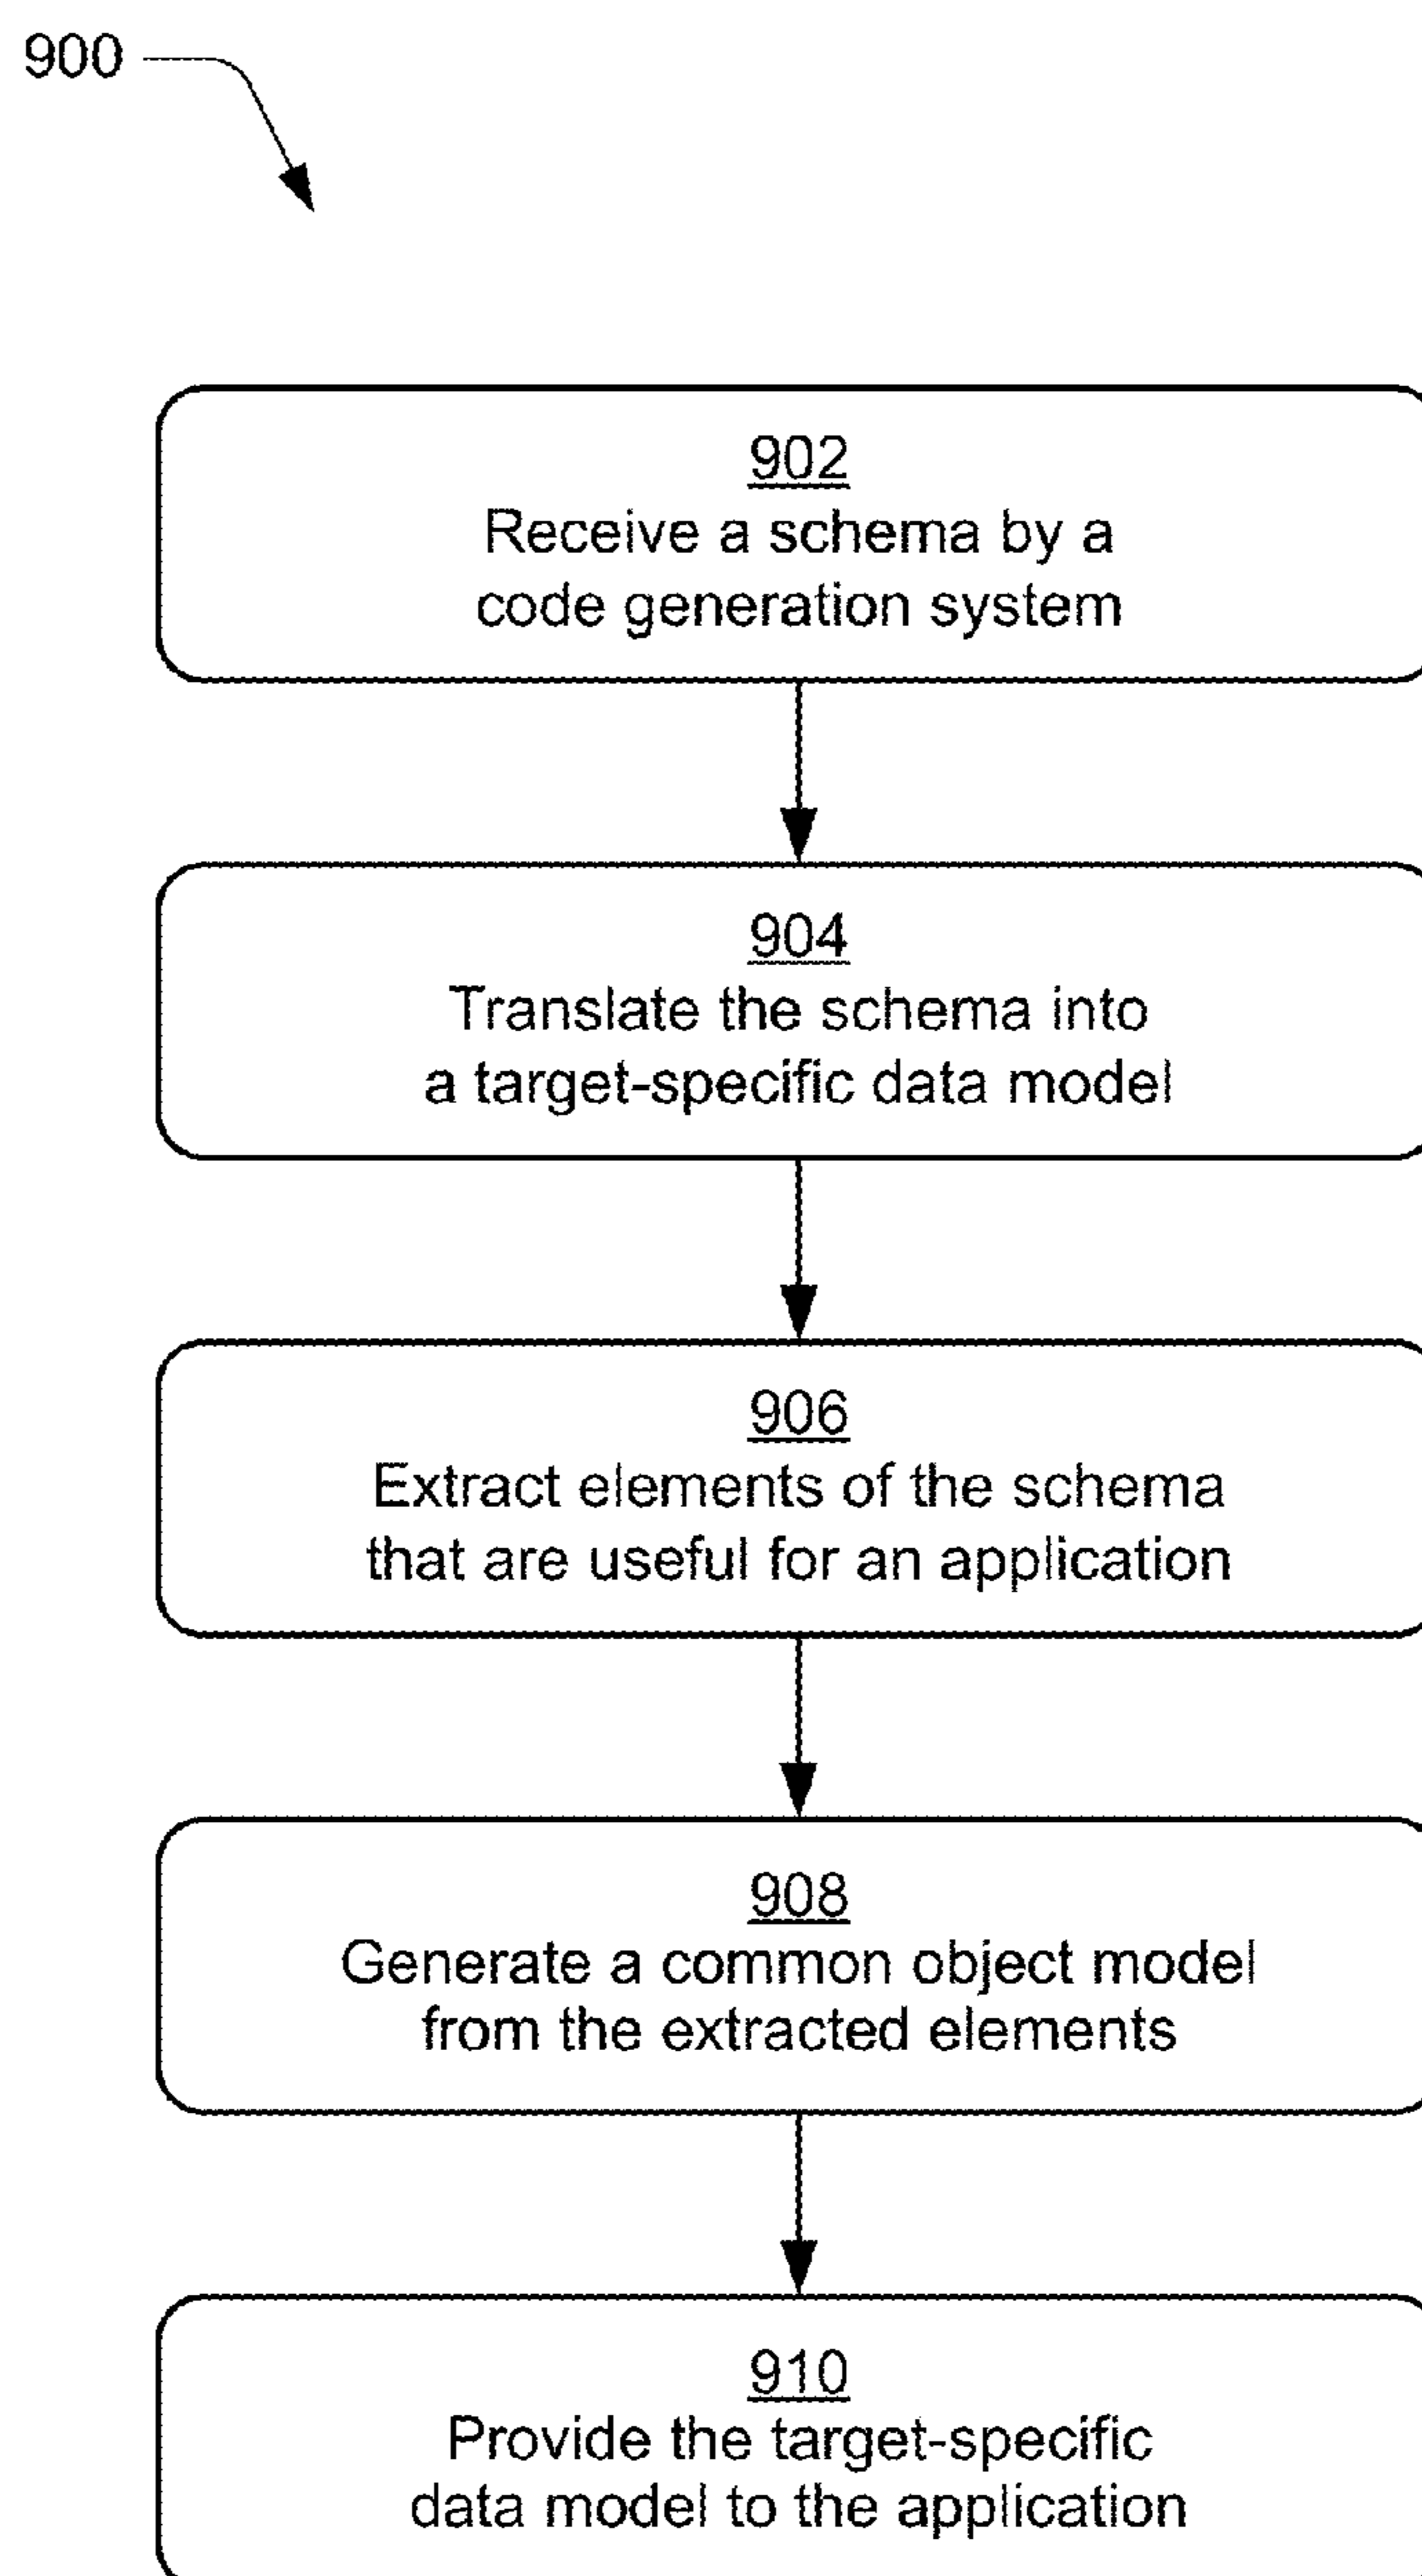 900
902
Receive a schema by a
code generation system
904
Translate the schema into
a target-specific data model
906
Extract elements of the schema
that are useful for an application
908
Generate a common object model
from the extracted elements
910
Provide the target-specific
data model to the application